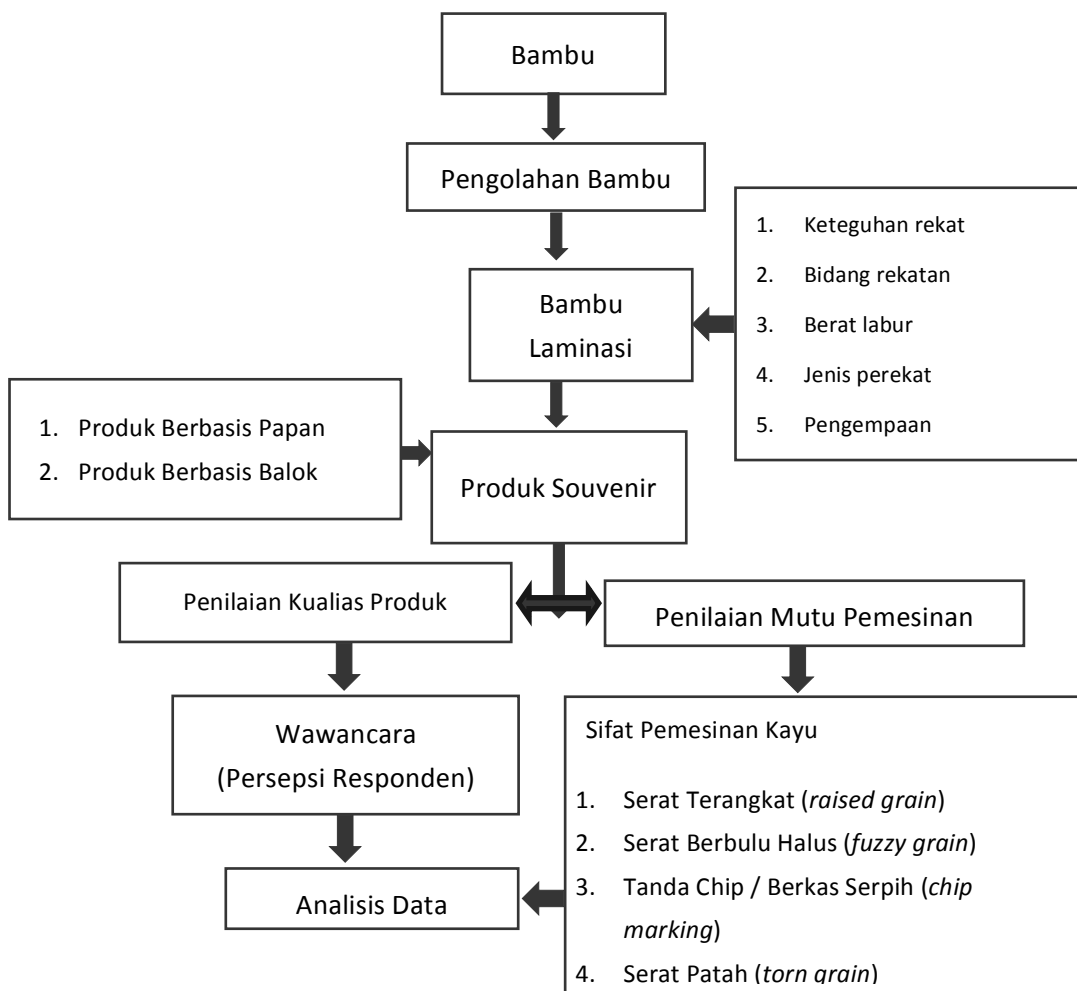 Bambu
Pengolahan Bambu
1. Keteguhan rekat
2. Bidang rekatan
3. Berat labur
4. Jenis perekat
5. Pengempaan
Bambu
Laminasi
1. Produk Berbasis Papan
2. Produk Berbasis Balok
Produk Souvenir
Penilaian Kualias Produk
Penilaian Mutu Pemesinan
Wawancara
(Persepsi Responden)
Sifat Pemesinan Kayu
1. Serat Terangkat (raised grain)
2. Serat Berbulu Halus (fuzzy grain)
3. Tanda Chip / Berkas Serpih (chip
marking)
4. Serat Patah (torn grain)
Analisis Data